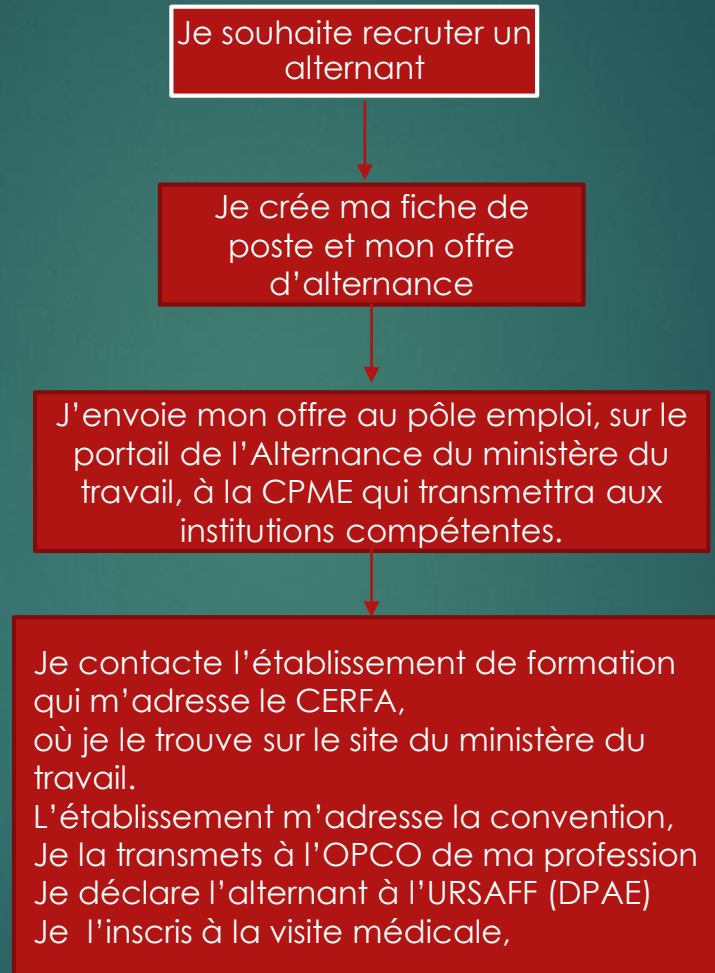 Je souhaite recruter un
alternant
Je crée ma fiche de
poste et mon offre
d’alternance
J’envoie mon offre au pôle emploi, sur le
portail de l’Alternance du ministère du
travail, à la CPME qui transmettra aux
institutions compétentes.
Je contacte l’établissement de formation
qui m’adresse le CERFA,
où je le trouve sur le site du ministère du
travail.
L’établissement m’adresse la convention,
Je la transmets à l’OPCO de ma profession
Je déclare l’alternant à l’URSAFF (DPAE)
Je  l’inscris à la visite médicale,